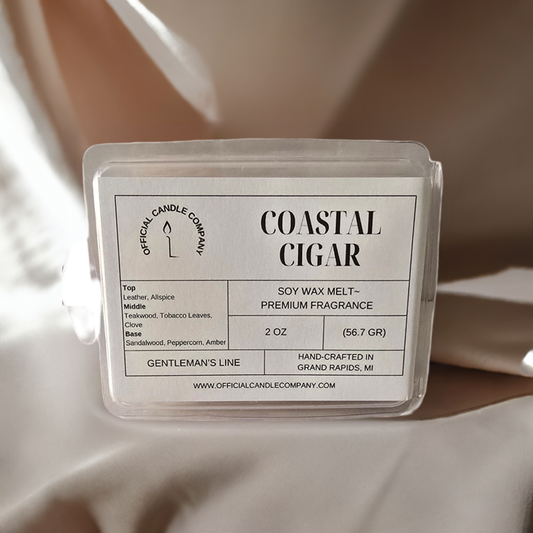 OFFICIAL CANDLE COMPANY
COASTAL
CIGAR
Top
Leather, Allspice
Middle
Teakwood, Tobacco Leaves,
Clove
Base
Sandalwood, Peppercorn, Amber
SOY WAX MELT~
PREMIUM FRAGRANCE
2 OZ
(56.7 GR)
GENTLEMAN'S LINE
HAND-CRAFTED IN
GRAND RAPIDS, MI
WWW.OFFICIALCANDLECOMPANY.COM